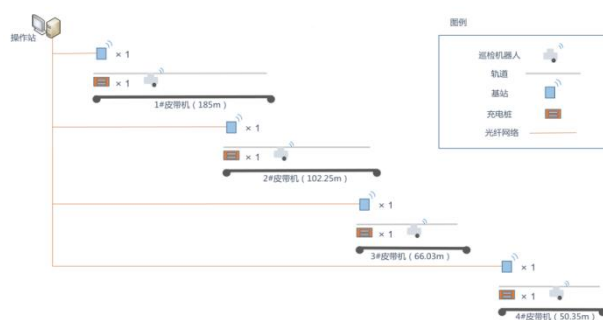 操作站
× 1
× 1
1#皮带机（185m）
× 1
× 1
2#皮带机（102.25m）
× 1
× 1
3#皮带机（66.03m）
× 1
× 1
4#皮带机（50.35m）
图例
巡检机器人
轨道
基站
充电桩
光纤网络